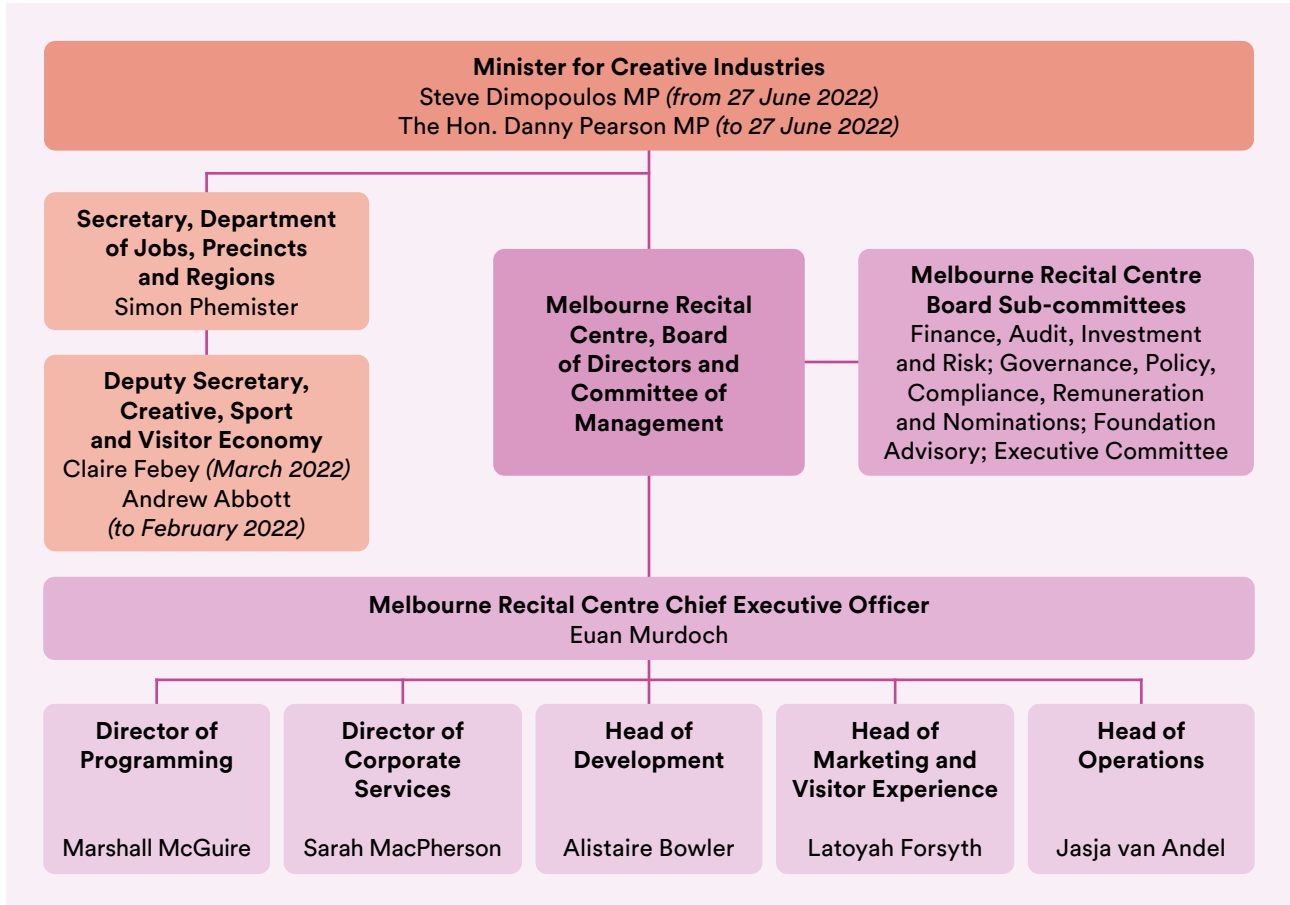 Minister for Creative Industries
Steve Dimopoulos MP (from 27 June 2022)
The Hon. Danny Pearson MP (to 27 June 2022)
Secretary, Department
of Jobs, Precincts
and Regions
Simon Phemister
Deputy Secretary,
Creative, Sport
and Visitor Economy
Claire Febey (March 2022)
Andrew Abbott
(to February 2022)
Melbourne Recital
Centre, Board
of Directors and
Committee of
Management
Melbourne Recital Centre
Board Sub-committees
Finance, Audit, Investment
and Risk; Governance, Policy,
Compliance, Remuneration
and Nominations; Foundation
Advisory; Executive Committee
Melbourne Recital Centre Chief Executive Officer
Euan Murdoch
Director of
Programming
Marshall McGuire
Director of
Corporate
Services
Sarah MacPherson
Head of
Development
Alistaire Bowler
Head of
Marketing and
Visitor Experience
Latoyah Forsyth
Head of
Operations
Jasja van Andel